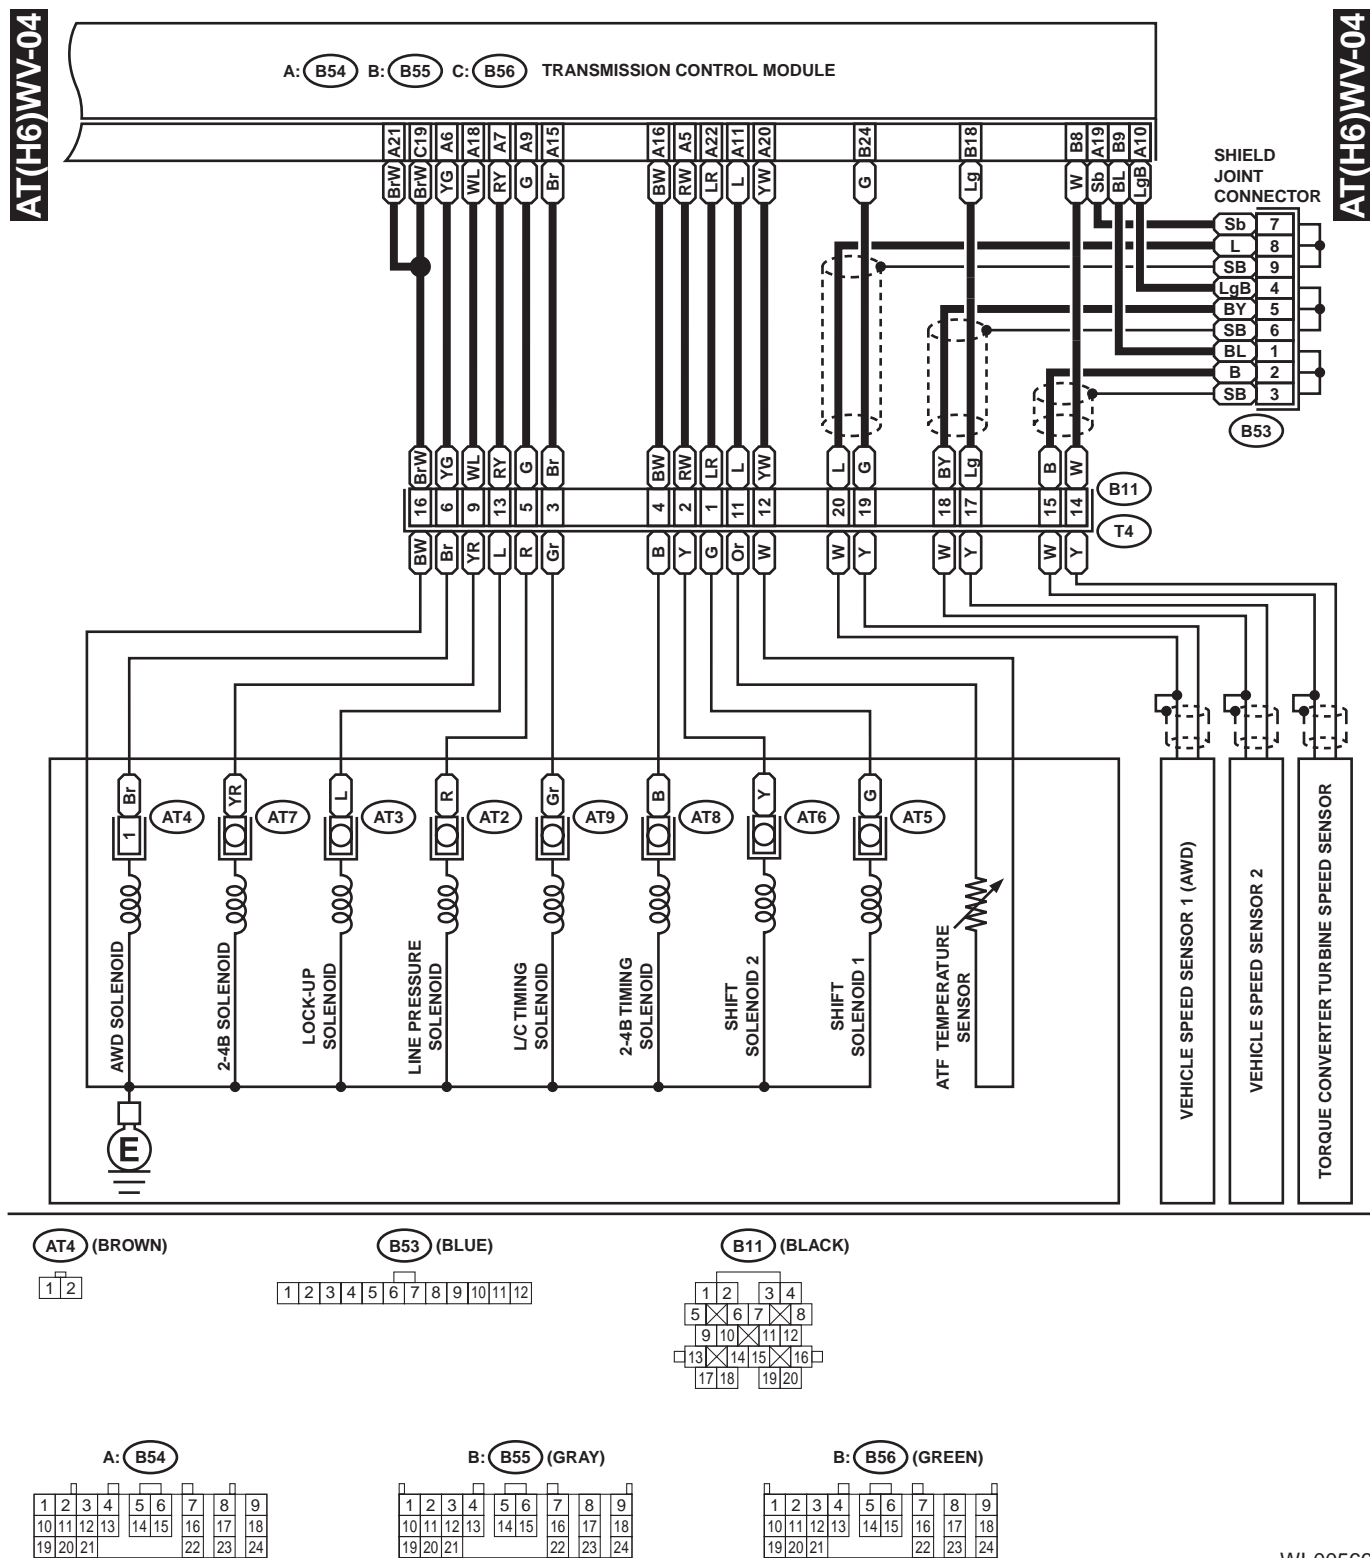 AT(H6)WV-04
AT(H6)WV-04
A: B54 B: B55 C: B56 TRANSMISSION CONTROL MODULE
A21 C19 A6 A18 A7 A9 A15 A16 A5 A22 A11 A20 B24 B18 B8 A19 B9 A10
BrW BrW YG WL RY G Br BW RW LR L YW G Lg W Sb BL LgB
SHIELD
JOINT
CONNECTOR
Sb 7
L 8
SB 9
LgB 4
BY 5
SB 6
BL 1
B 2
SB 3
B53
BrW YG WL RY G Br BW RW LR L YW L G BY Lg B W
16 6 9 13 5 3 4 2 1 11 12 20 19 18 17 15 14
B11
T4
BW Br YR L R Gr B Y G Or W W Y W Y W Y
Br YR L R Gr B Y G
1 AT4 AT7 AT3 AT2 AT9 AT8 AT6 AT5
AWD SOLENOID
2-4B SOLENOID
LOCK-UP
SOLENOID
LINE PRESSURE
SOLENOID
L/C TIMING
SOLENOID
2-4B TIMING
SOLENOID
SHIFT
SOLENOID 2
SHIFT
SOLENOID 1
ATF TEMPERATURE
SENSOR
VEHICLE SPEED SENSOR 1 (AWD)
VEHICLE SPEED SENSOR 2
TORQUE CONVERTER TURBINE SPEED SENSOR
E
AT4 (BROWN)
1 2
B53 (BLUE)
1 2 3 4 5 6 7 8 9 10 11 12
B11 (BLACK)
1 2 3 4
5 6 7 8
9 10 11 12
13 14 15 16
17 18 19 20
A: B54
1 2 3 4 5 6 7 8 9
10 11 12 13 14 15 16 17 18
19 20 21 22 23 24
B: B55 (GRAY)
1 2 3 4 5 6 7 8 9
10 11 12 13 14 15 16 17 18
19 20 21 22 23 24
B: B56 (GREEN)
1 2 3 4 5 6 7 8 9
10 11 12 13 14 15 16 17 18
19 20 21 22 23 24